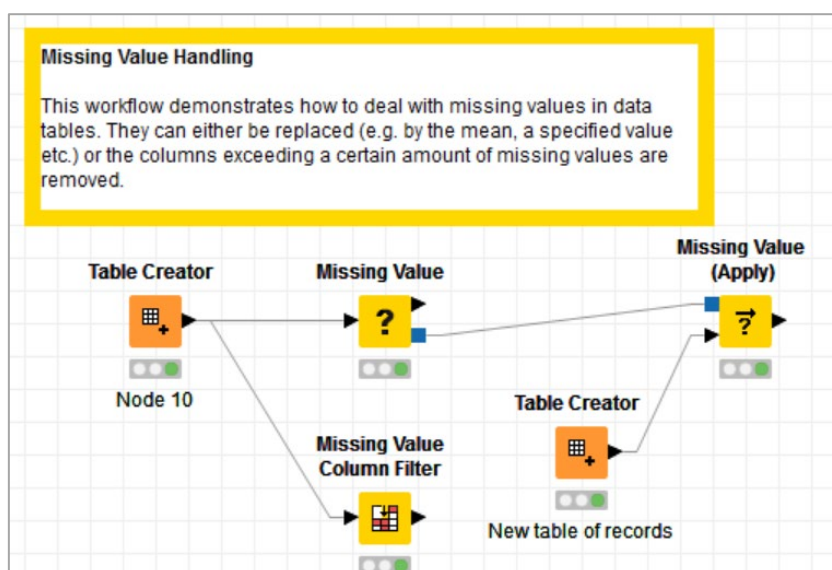 Missing Value Handling
This workflow demonstrates how to deal with missing values in data
tables. They can either be replaced (e.g. by the mean, a specified value
etc.) or the columns exceeding a certain amount of missing values are
removed.
Missing Value
(Apply)
Table Creator
Missing Value
?
?
Node 10
Table Creator
Missing Value
Column Filter
New table of records